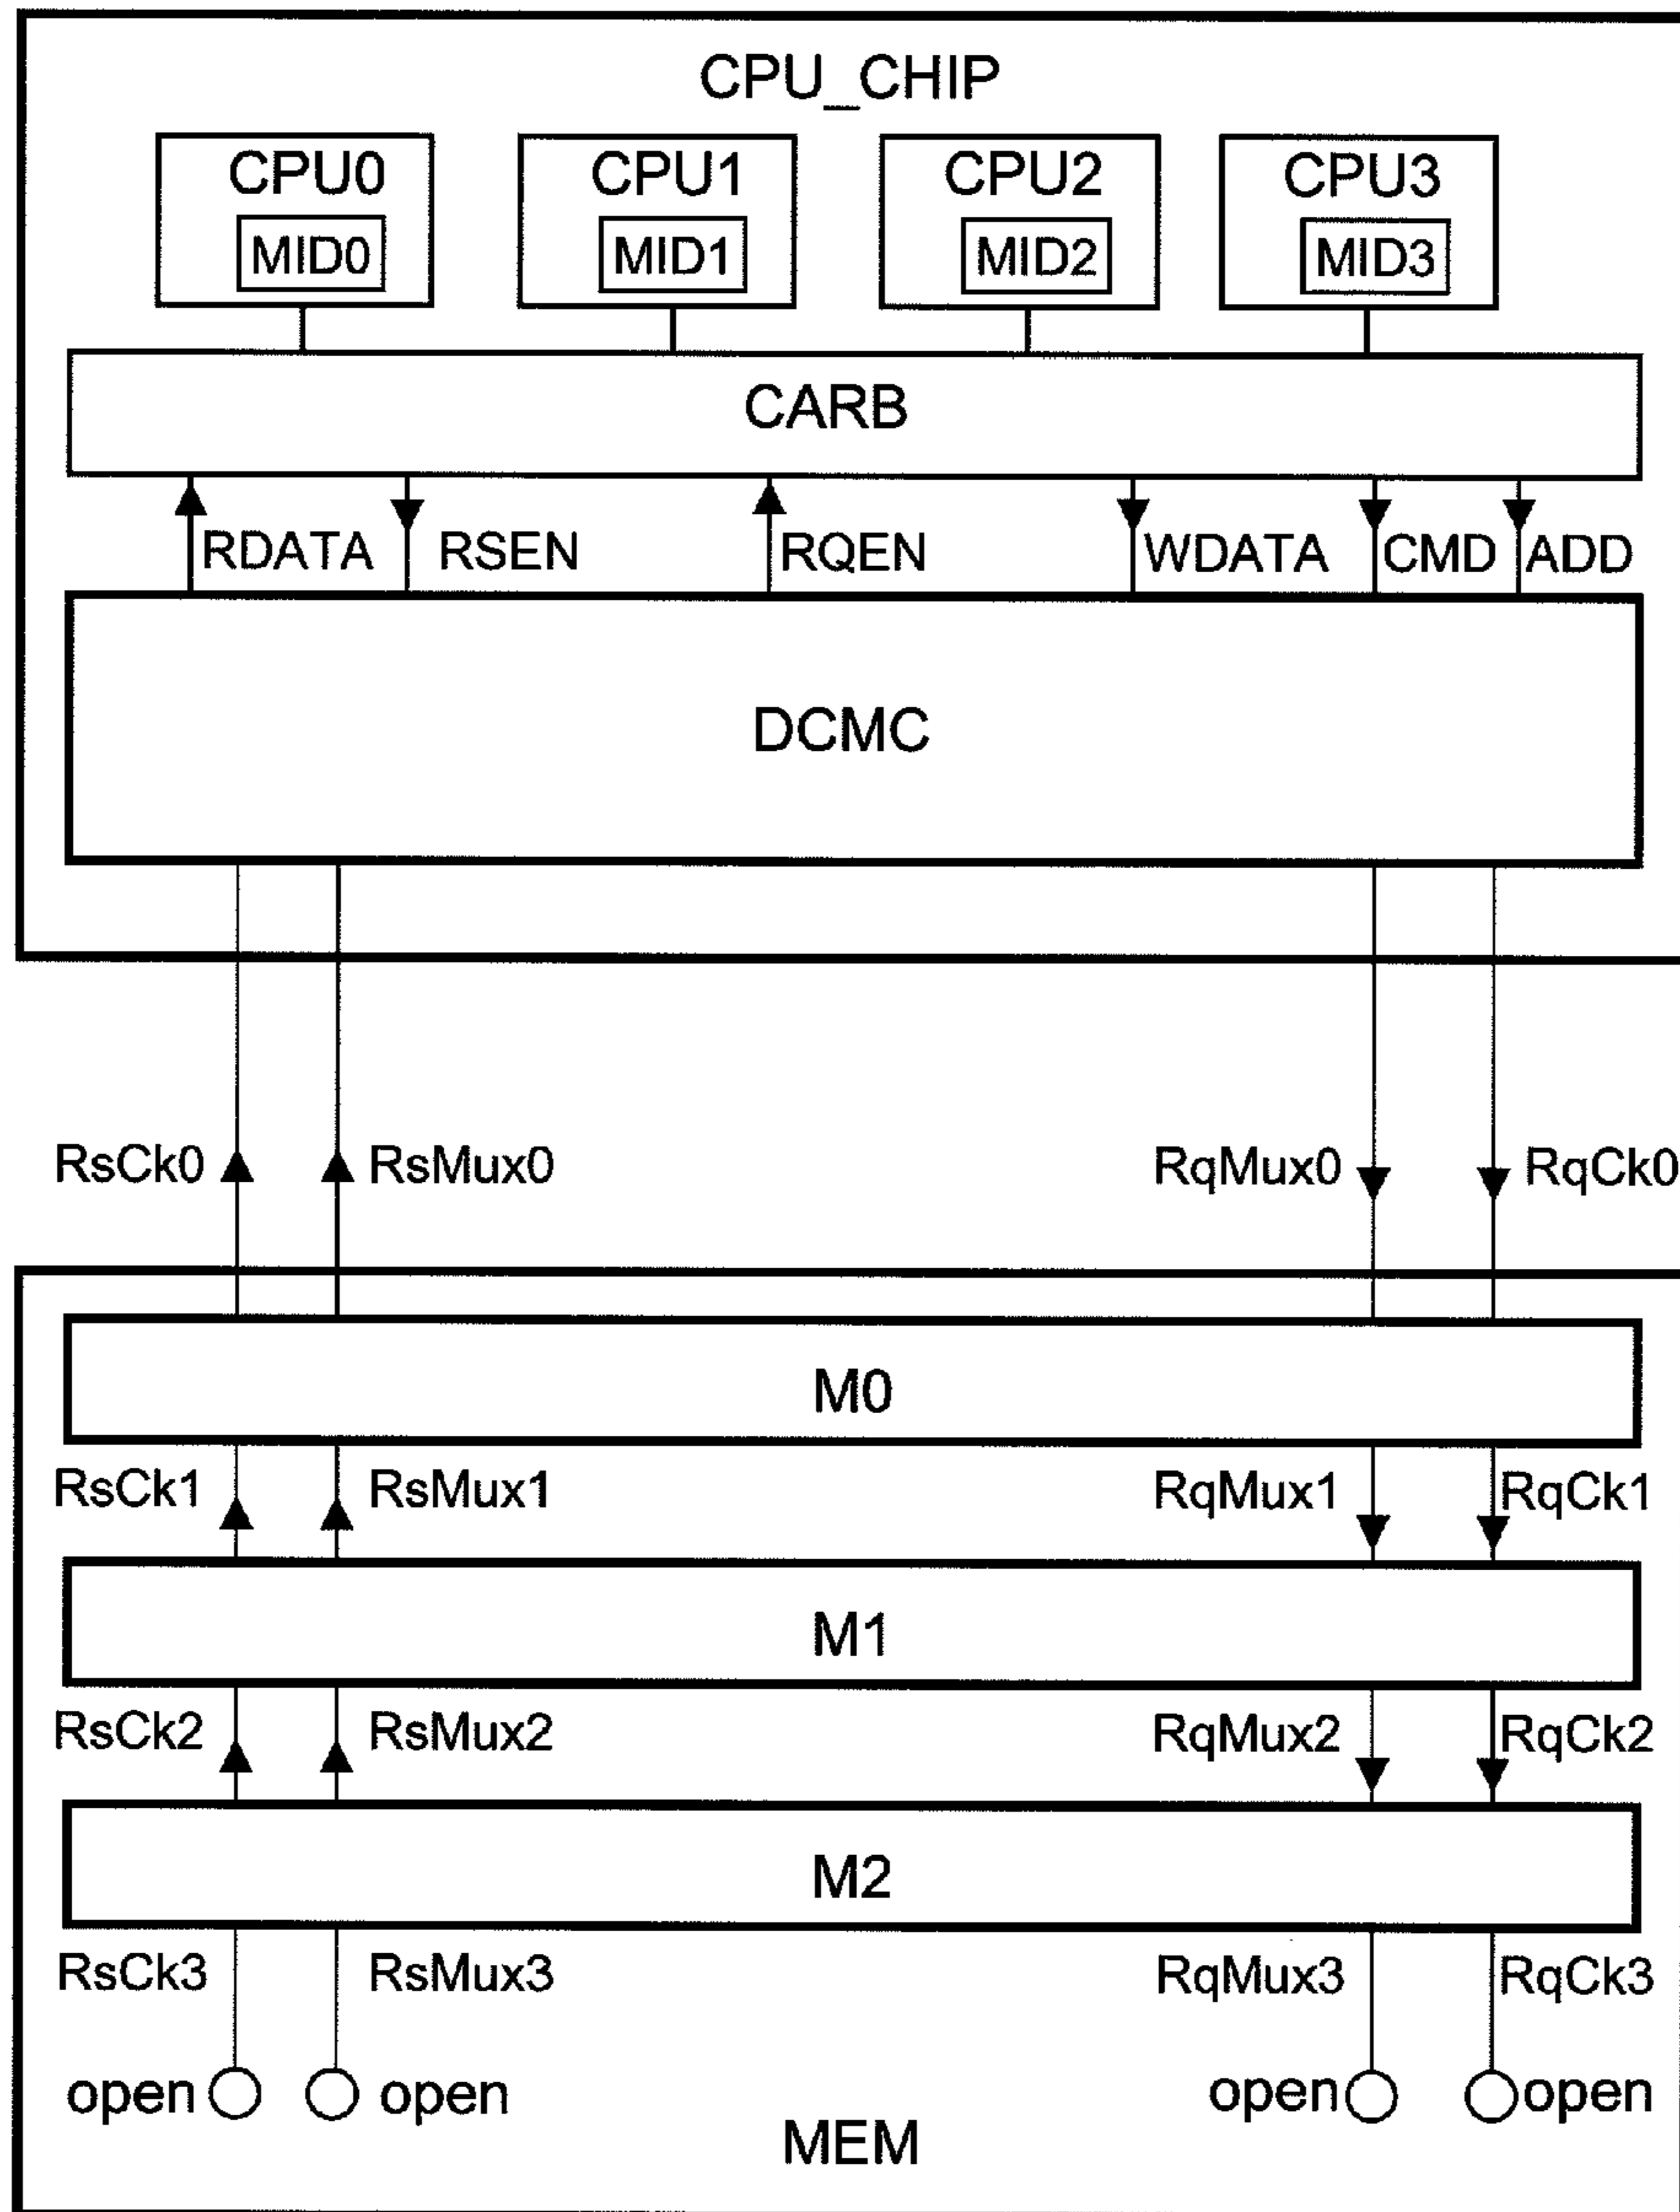 CPU_CHIP
CPU0 CPU1 CPU2 CPU3
MID0 MID1 MID2 MID3
CARB
RDATA RSEN RQEN WDATA CMD ADD
DCMC
RsCk0 RsMux0 RqMux0 RqCk0
M0
RsCk1 RsMux1 RqMux1 RqCk1
M1
RsCk2 RsMux2 RqMux2 RqCk2
M2
RsCk3 RsMux3 RqMux3 RqCk3
open open open open
MEM